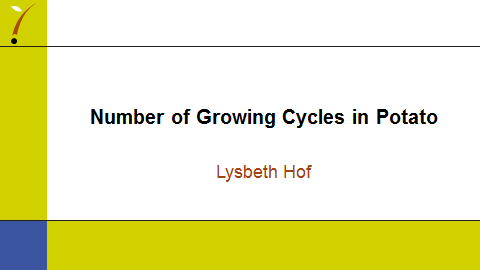 Number of Growing Cycles in Potato
Lysbeth Hof